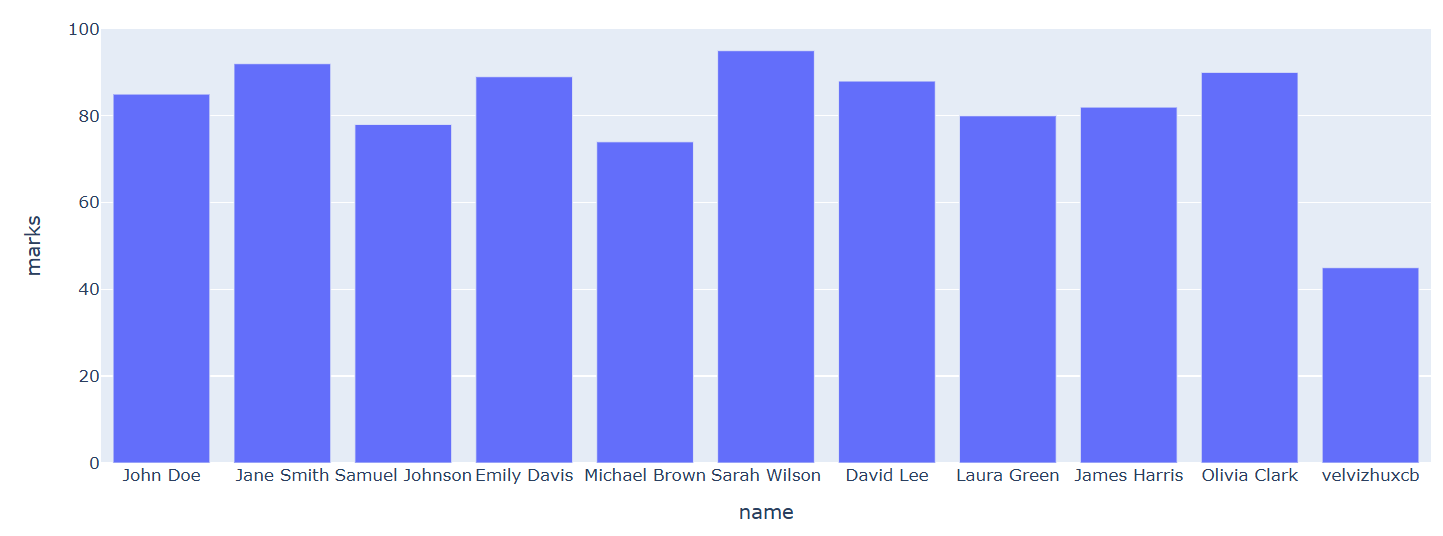 100
80
60
40
20
0
marks
John Doe Jane Smith Samuel Johnson Emily Davis Michael Brown Sarah Wilson David Lee Laura Green James Harris Olivia Clark velvizhuxcb
name